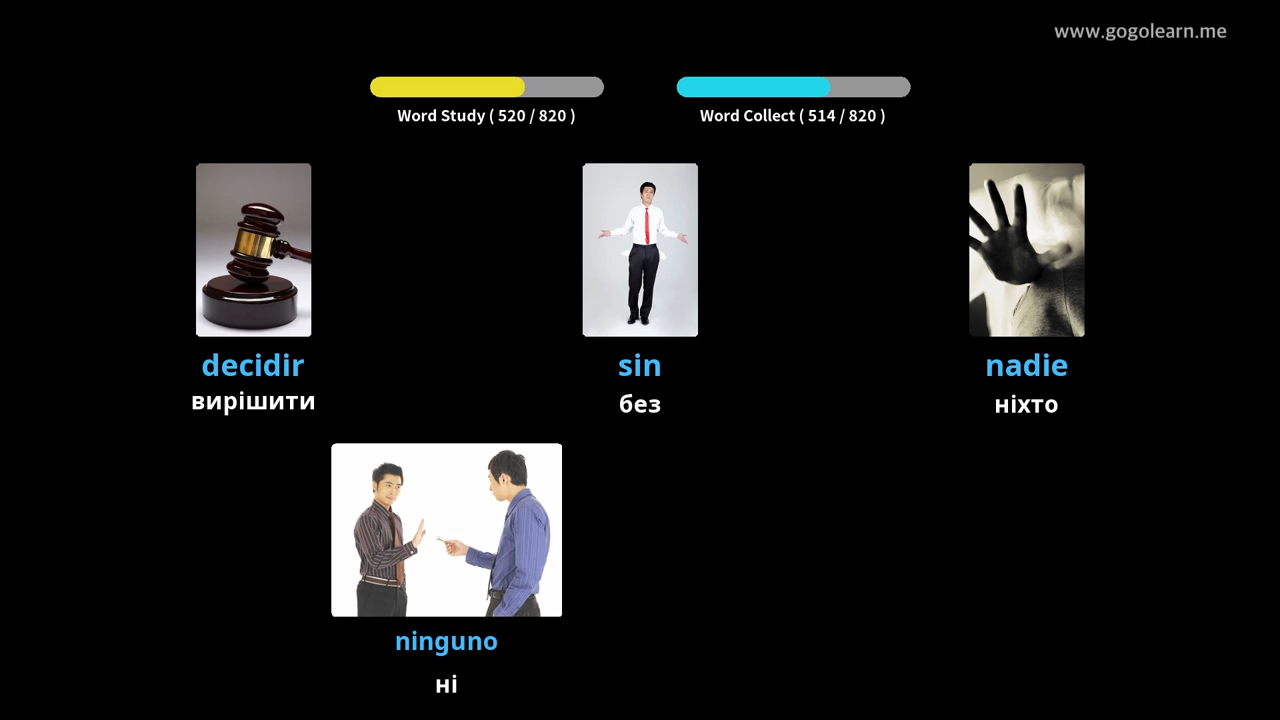 www.gogolearn.me
Word Study ( 520 / 820 )
Word Collect ( 514 / 820 )
decidir
вирішити
sin
без
nadie
ніхто
ninguno
ні